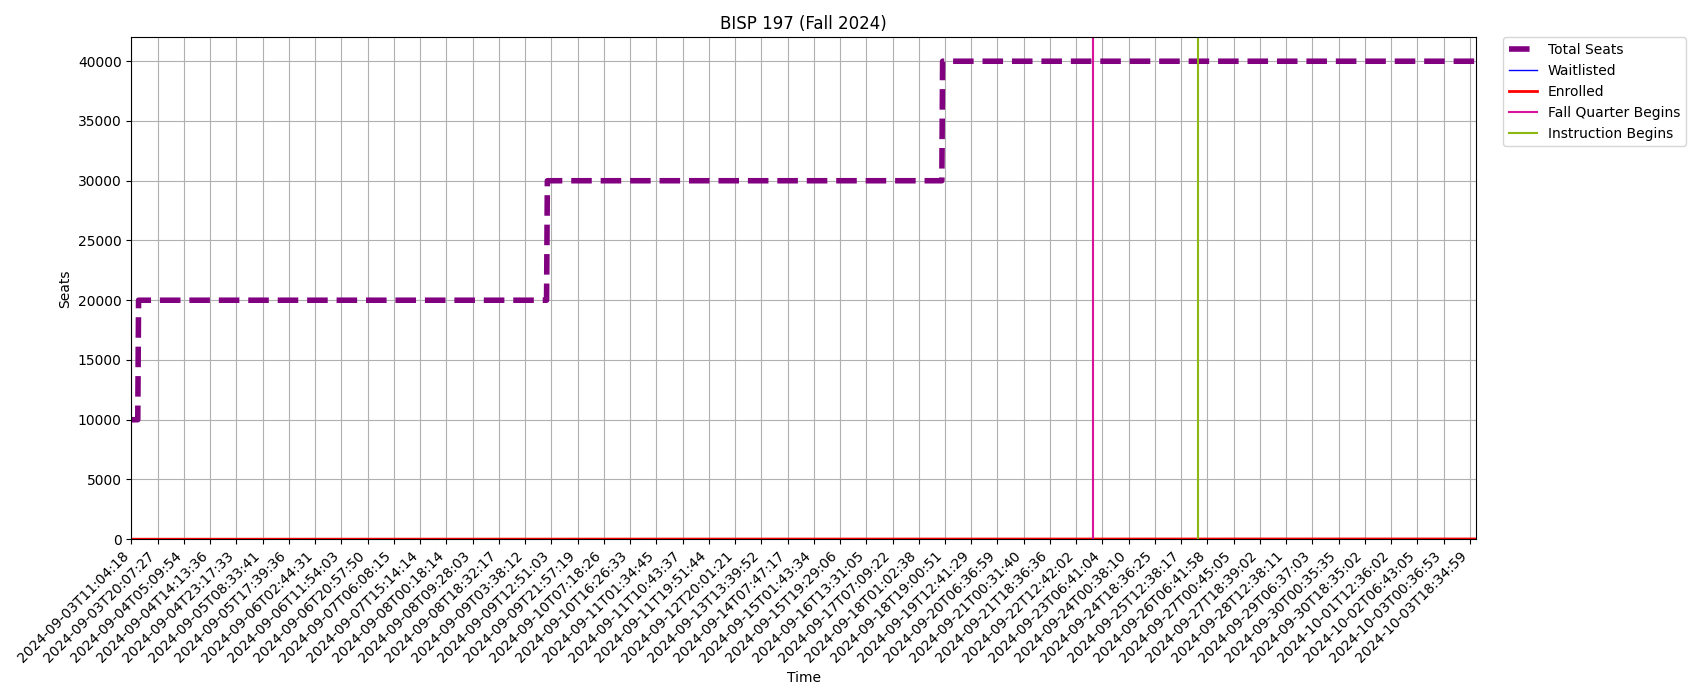 BISP 197 (Fall 2024)
Total Seats
Waitlisted
Enrolled
Fall Quarter Begins
Instruction Begins
Seats
40000
35000
30000
25000
20000
15000
10000
5000
0
2024-09-03T11:04:18
2024-09-03T20:07:27
2024-09-04T05:09:54
2024-09-04T14:13:36
2024-09-04T23:17:33
2024-09-05T08:33:41
2024-09-05T17:39:36
2024-09-06T02:44:31
2024-09-06T11:54:03
2024-09-06T20:57:50
2024-09-07T06:08:15
2024-09-07T15:14:14
2024-09-08T00:18:14
2024-09-08T09:28:03
2024-09-08T18:32:17
2024-09-09T03:38:12
2024-09-09T12:51:03
2024-09-09T21:57:19
2024-09-10T07:18:26
2024-09-10T16:26:33
2024-09-11T01:34:45
2024-09-11T10:43:37
2024-09-11T19:51:44
2024-09-12T20:01:21
2024-09-13T13:39:52
2024-09-14T07:47:17
2024-09-15T01:43:34
2024-09-15T19:29:06
2024-09-16T13:31:05
2024-09-17T07:09:22
2024-09-18T01:02:38
2024-09-18T19:00:51
2024-09-19T12:41:29
2024-09-20T06:36:59
2024-09-21T00:31:40
2024-09-21T18:36:36
2024-09-22T12:42:02
2024-09-23T06:41:04
2024-09-24T00:38:10
2024-09-24T18:36:25
2024-09-25T12:38:17
2024-09-26T06:41:58
2024-09-27T00:45:05
2024-09-27T18:39:02
2024-09-28T12:38:11
2024-09-29T06:37:03
2024-09-30T00:35:35
2024-09-30T18:35:02
2024-10-01T12:36:02
2024-10-02T06:43:05
2024-10-03T00:36:53
2024-10-03T18:34:59
Time